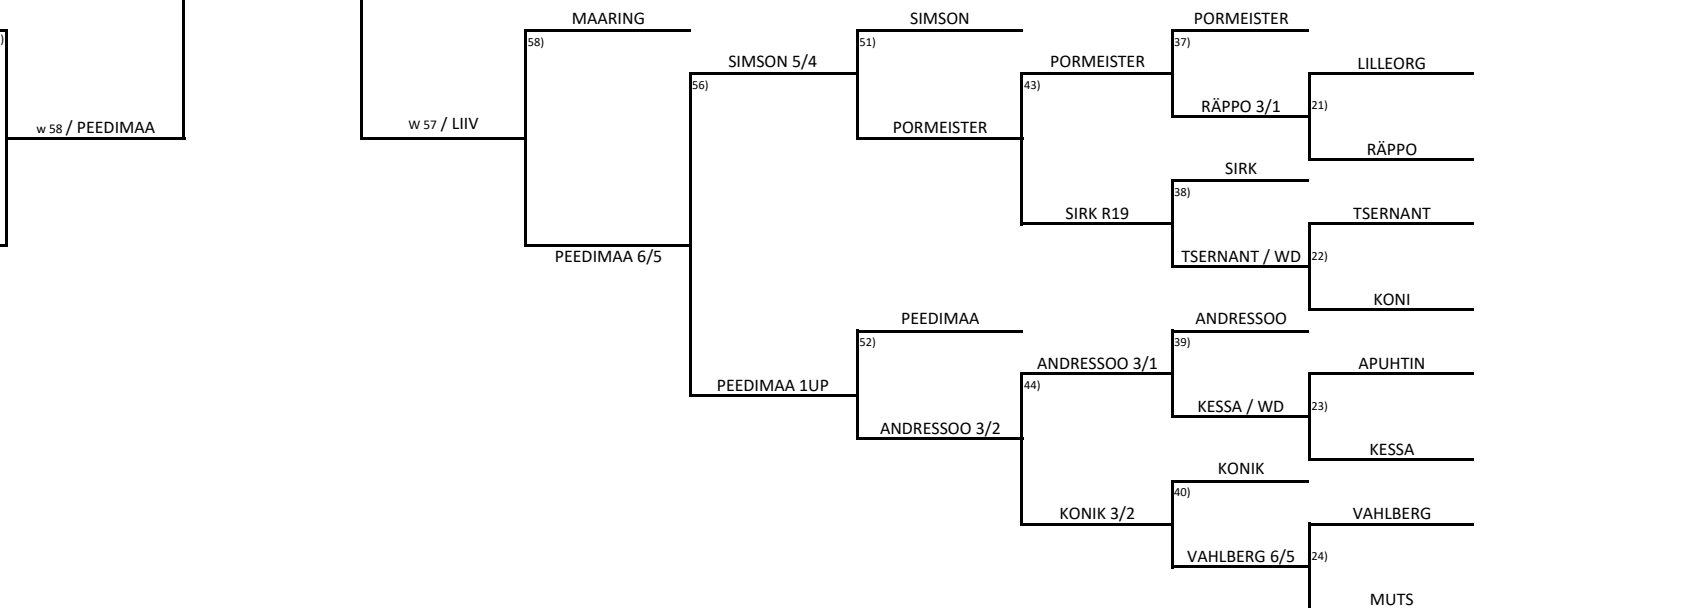 MAARING
SIMSON
PORMEISTER
)
58)
51)
37)
SIMSON 5/4
PORMEISTER
LILLEORG
56)
43)
RÄPPO 3/1
21)
w 58 / PEEDIMAA
W 57 / LIIV
PORMEISTER
RÄPPO
SIRK
38)
SIRK R19
TSERNANT
PEEDIMAA 6/5
TSERNANT / WD
22)
KONI
PEEDIMAA
ANDRESSOO
52)
39)
ANDRESSOO 3/1
APUHTIN
PEEDIMAA 1UP
44)
KESSA / WD
23)
ANDRESSOO 3/2
KESSA
KONIK
40)
KONIK 3/2
VAHLBERG
VAHLBERG 6/5
24)
MUTS